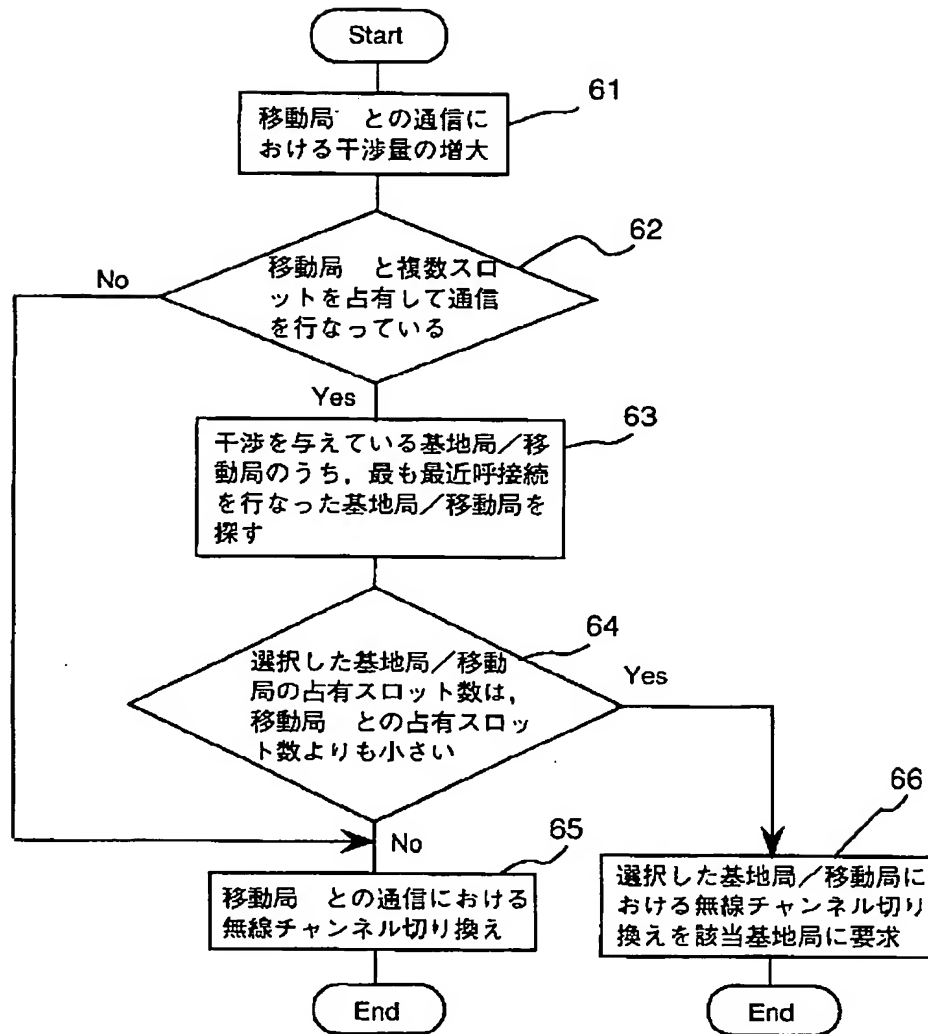 Start
61
移動局 との通信に
おける干渉量の増大
62
No
移動局 と複数スロ
ットを占有して通信
を行なっている
Yes
63
干渉を与えている基地局／移
動局のうち，最も最近呼接続
を行なった基地局／移動局を
探す
64
選択した基地局／移動
局の占有スロット数は，
移動局 との占有スロッ
ト数よりも小さい
Yes
No
65
移動局 との通信における
無線チャンネル切り換え
End
66
選択した基地局／移動局に
おける無線チャンネル切り
換えを該当基地局に要求
End